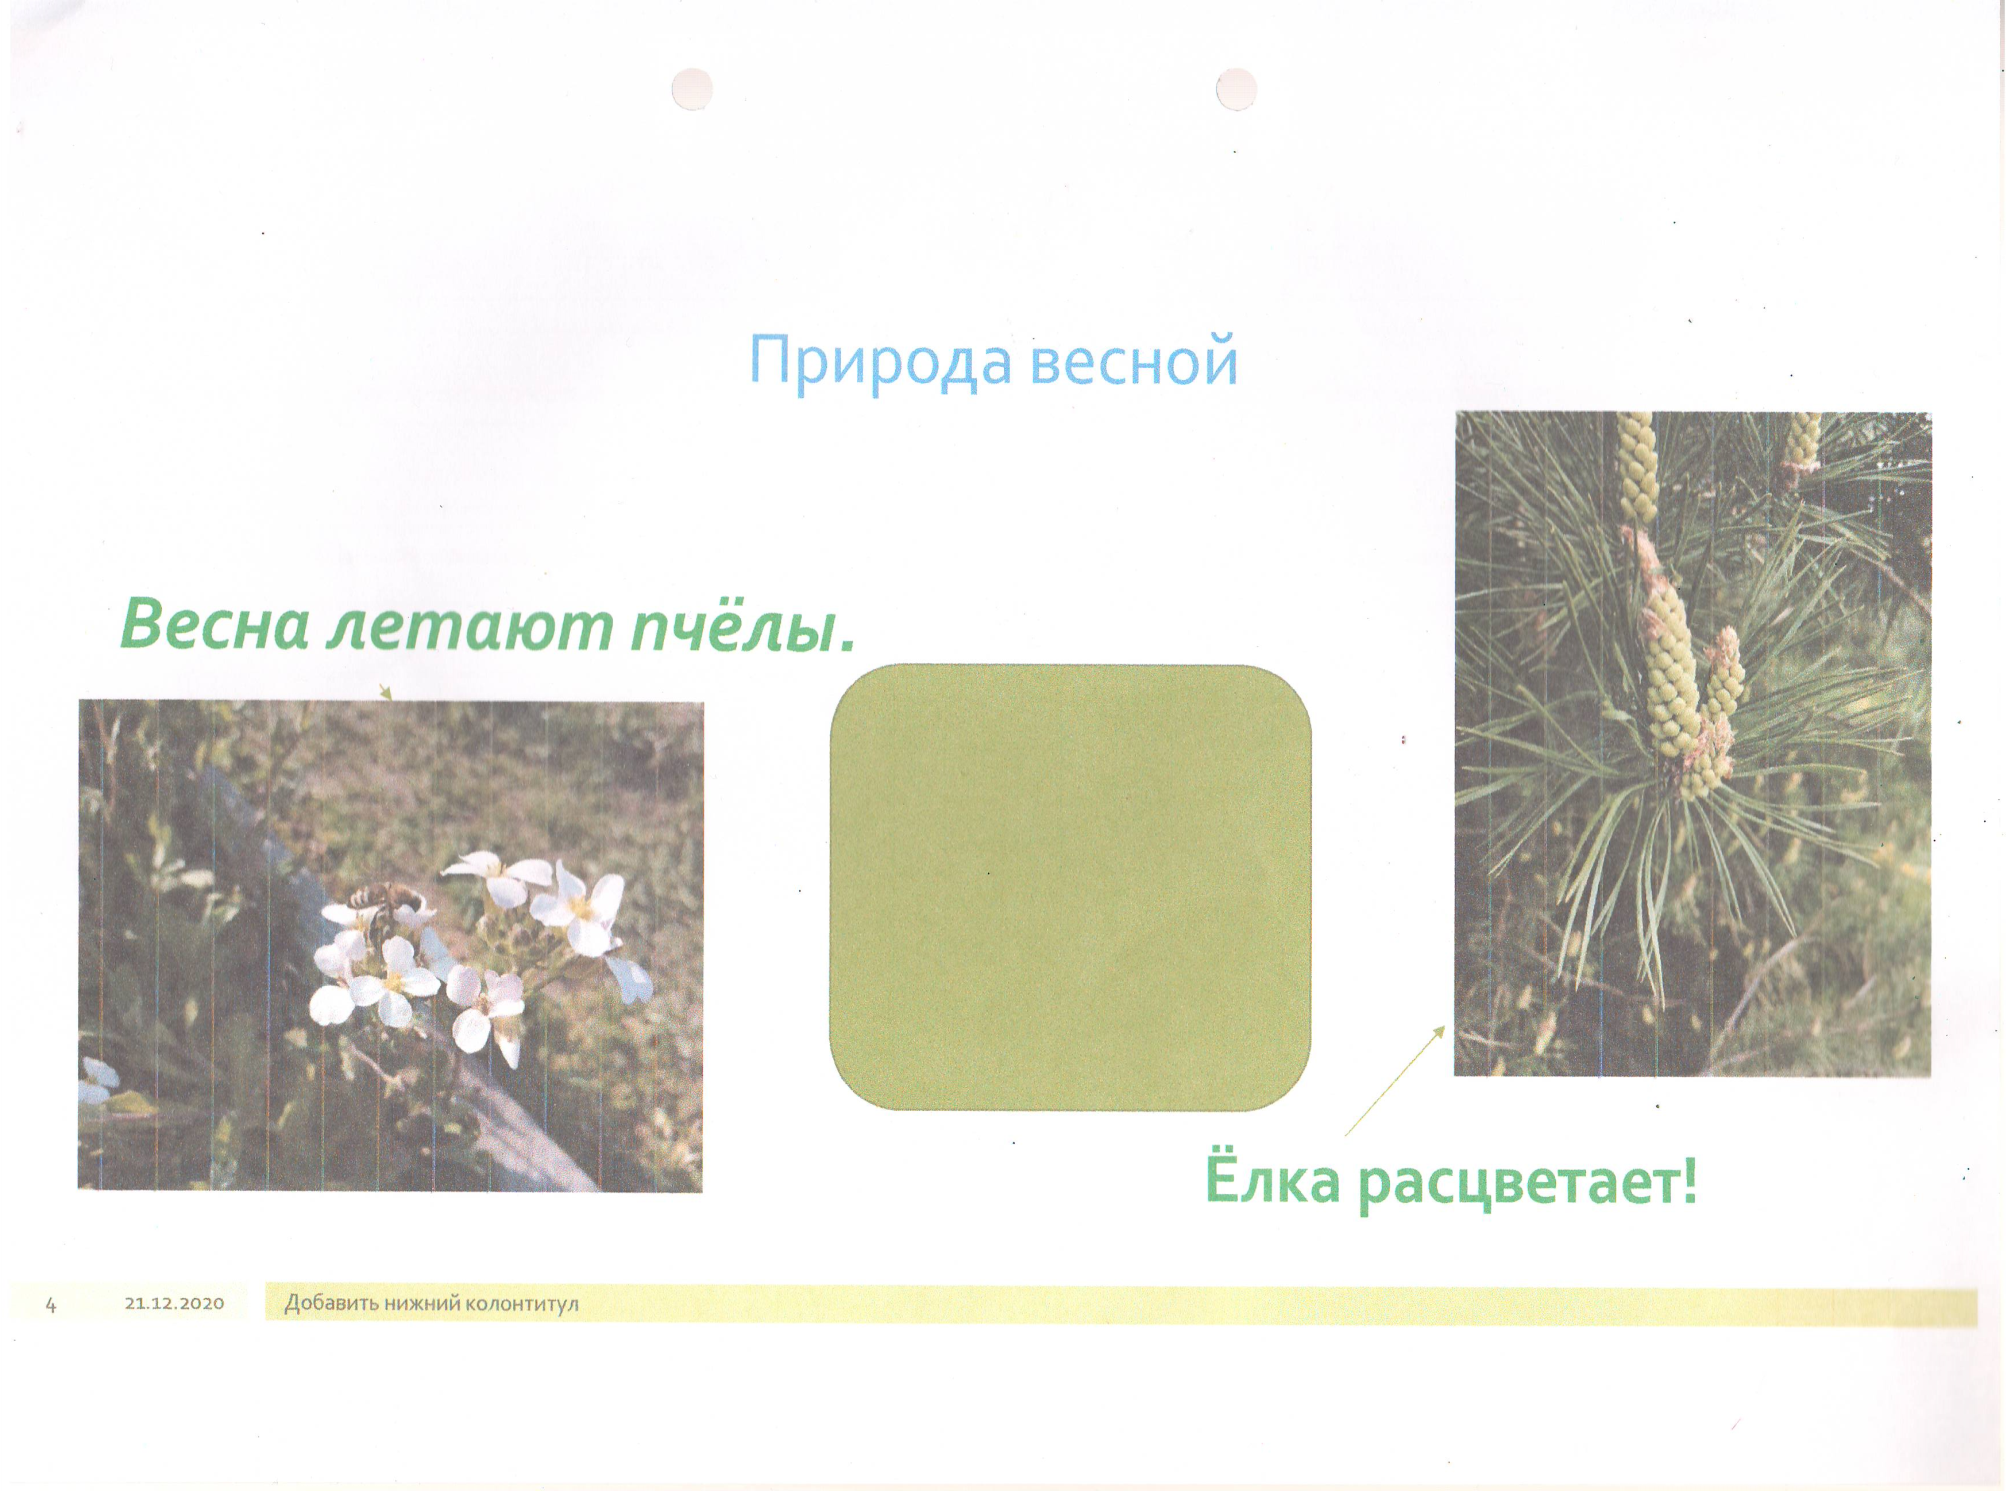 Природа весной
Весна летают пчёлы.
Ёлка расцветает!
4 21.12.2020 Добавить нижний колонтитул